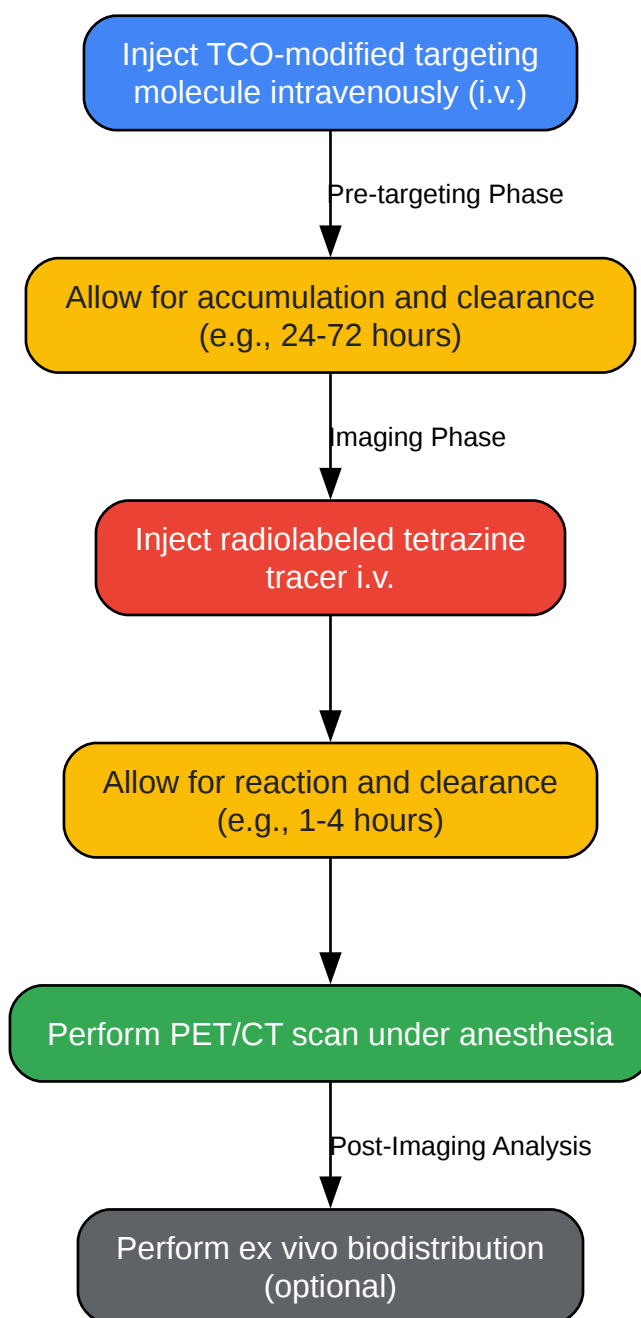 Inject TCO-modified targeting
molecule intravenously (i.v.)
Pre-targeting Phase
Allow for accumulation and clearance
(e.g., 24-72 hours)
Imaging Phase
Inject radiolabeled tetrazine
tracer i.v.
Allow for reaction and clearance
(e.g., 1-4 hours)
Perform PET/CT scan under anesthesia
Post-Imaging Analysis
Perform ex vivo biodistribution
(optional)